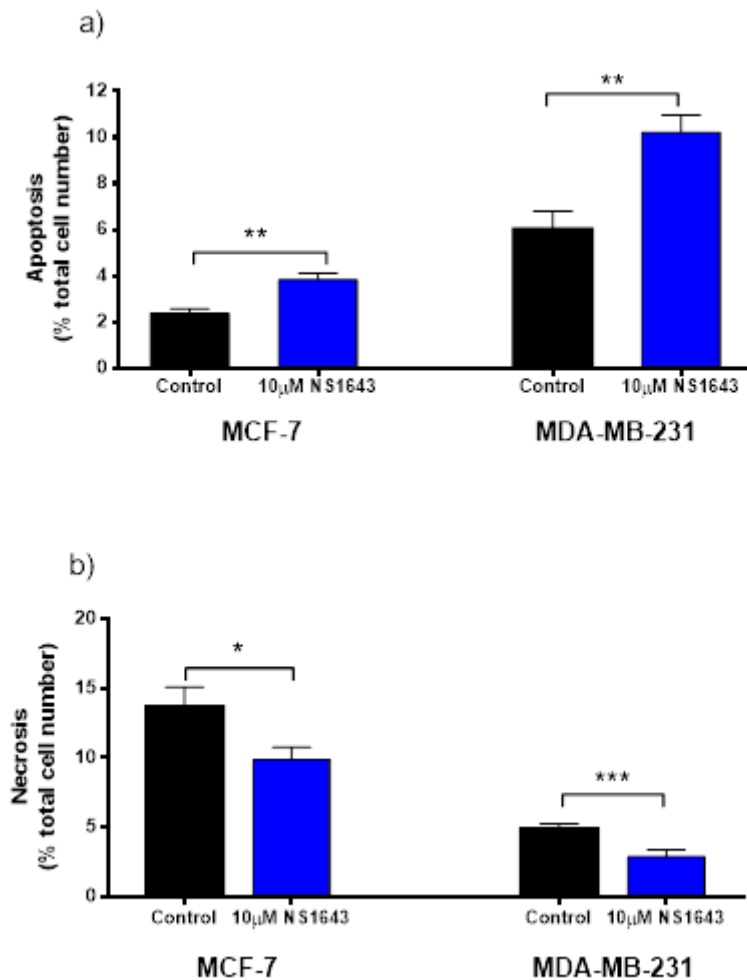 a)
12
10
8
6
4
2
0
Apoptosis
(% total cell number)
**
**
Control 10μM NS1643 Control 10μM NS1643
MCF-7 MDA-MB-231
b)
20
15
10
5
0
Necrosis
(% total cell number)
*
***
Control 10μM NS1643 Control 10μM NS1643
MCF-7 MDA-MB-231